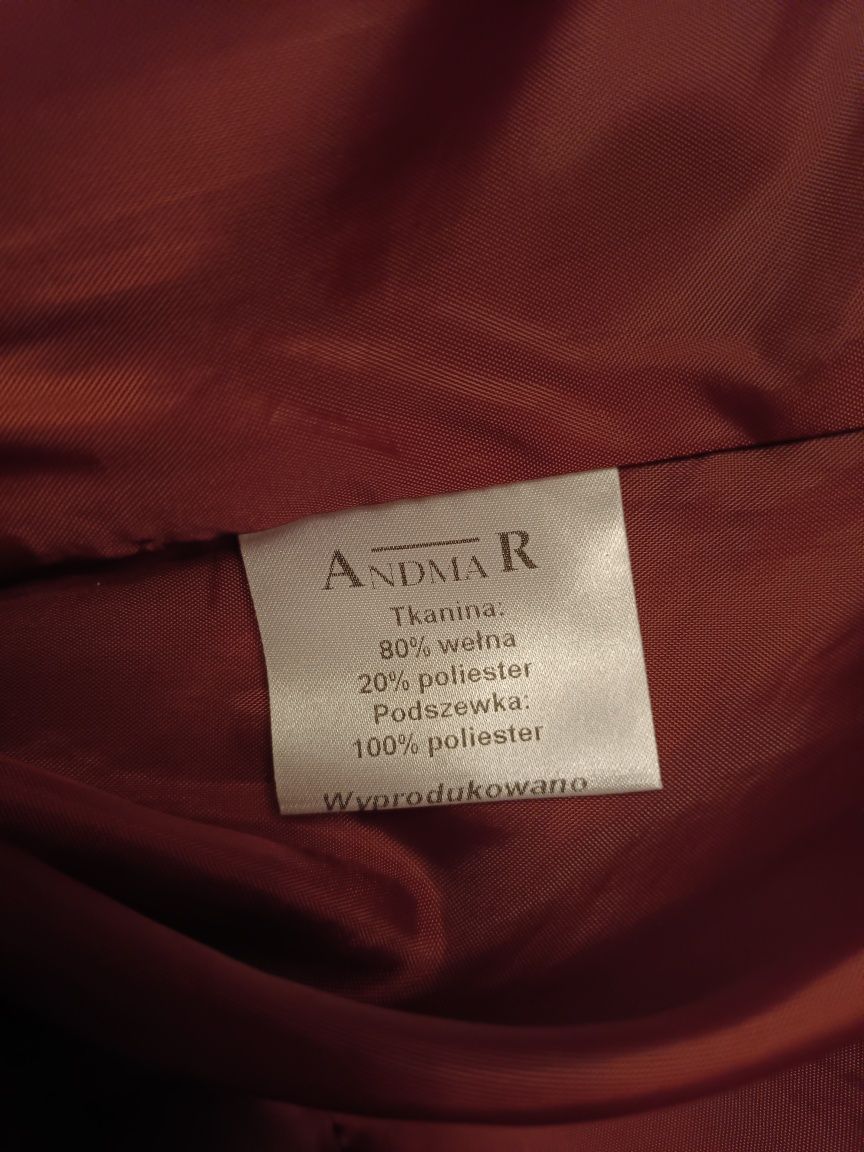 ANDMAR
Tkanina:
80% wełna
20% poliester
Podszewka:
100% poliester
Wyprodukowano